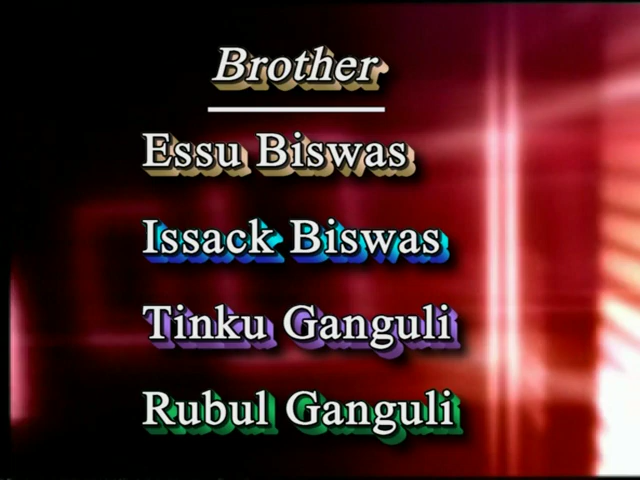 Brother
Essu Biswas
Issack Biswas
Tinku Ganguli
Rubul Ganguli